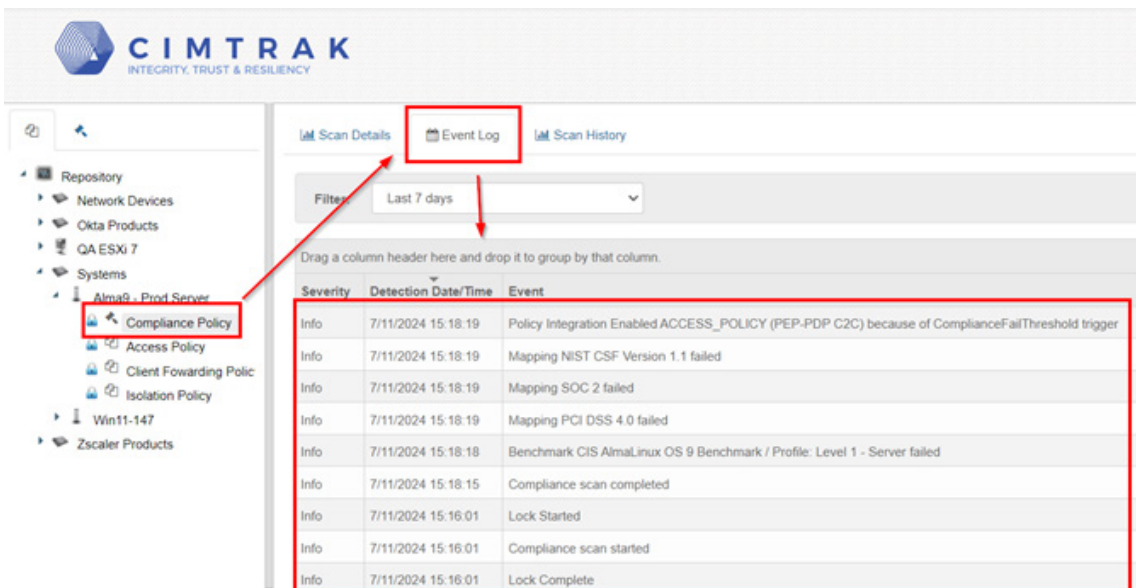 CIMTRAK
INTEGRITY, TRUST & RESILIENCY
Repository
Network Devices
Okta Products
QA ESXi 7
Systems
Alma9 - Prod Server
Compliance Policy
Access Policy
Client Fowarding Polic
Isolation Policy
Win11-147
Zscaler Products
Scan Details Event Log Scan History
Filter: Last 7 days
Drag a column header here and drop it to group by that column.
Severity Detection Date/Time Event
Info 7/11/2024 15:18:19 Policy Integration Enabled ACCESS_POLICY (PEP-PDP C2C) because of ComplianceFailThreshold trigger
Info 7/11/2024 15:18:19 Mapping NIST CSF Version 1.1 failed
Info 7/11/2024 15:18:19 Mapping SOC 2 failed
Info 7/11/2024 15:18:19 Mapping PCI DSS 4.0 failed
Info 7/11/2024 15:18:18 Benchmark CIS AlmaLinux OS 9 Benchmark / Profile: Level 1 - Server failed
Info 7/11/2024 15:18:15 Compliance scan completed
Info 7/11/2024 15:16:01 Lock Started
Info 7/11/2024 15:16:01 Compliance scan started
Info 7/11/2024 15:16:01 Lock Complete